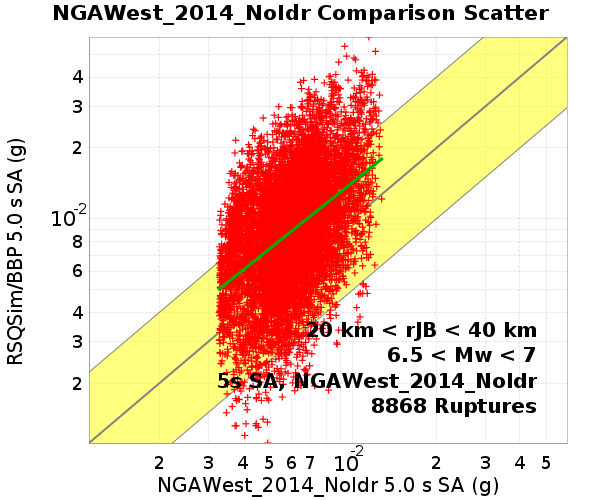 NGAWest_2014_NoIdr Comparison Scatter
RSQSim/BBP 5.0 s SA (g)
4
3
2
10-2
8
6
4
3
2
20 km < rJB < 40 km
6.5 < Mw < 7
5s SA, NGAWest_2014_NoIdr
8868 Ruptures
2 3 4 5 6 7 10-2 2 3 4 5
NGAWest_2014_NoIdr 5.0 s SA (g)